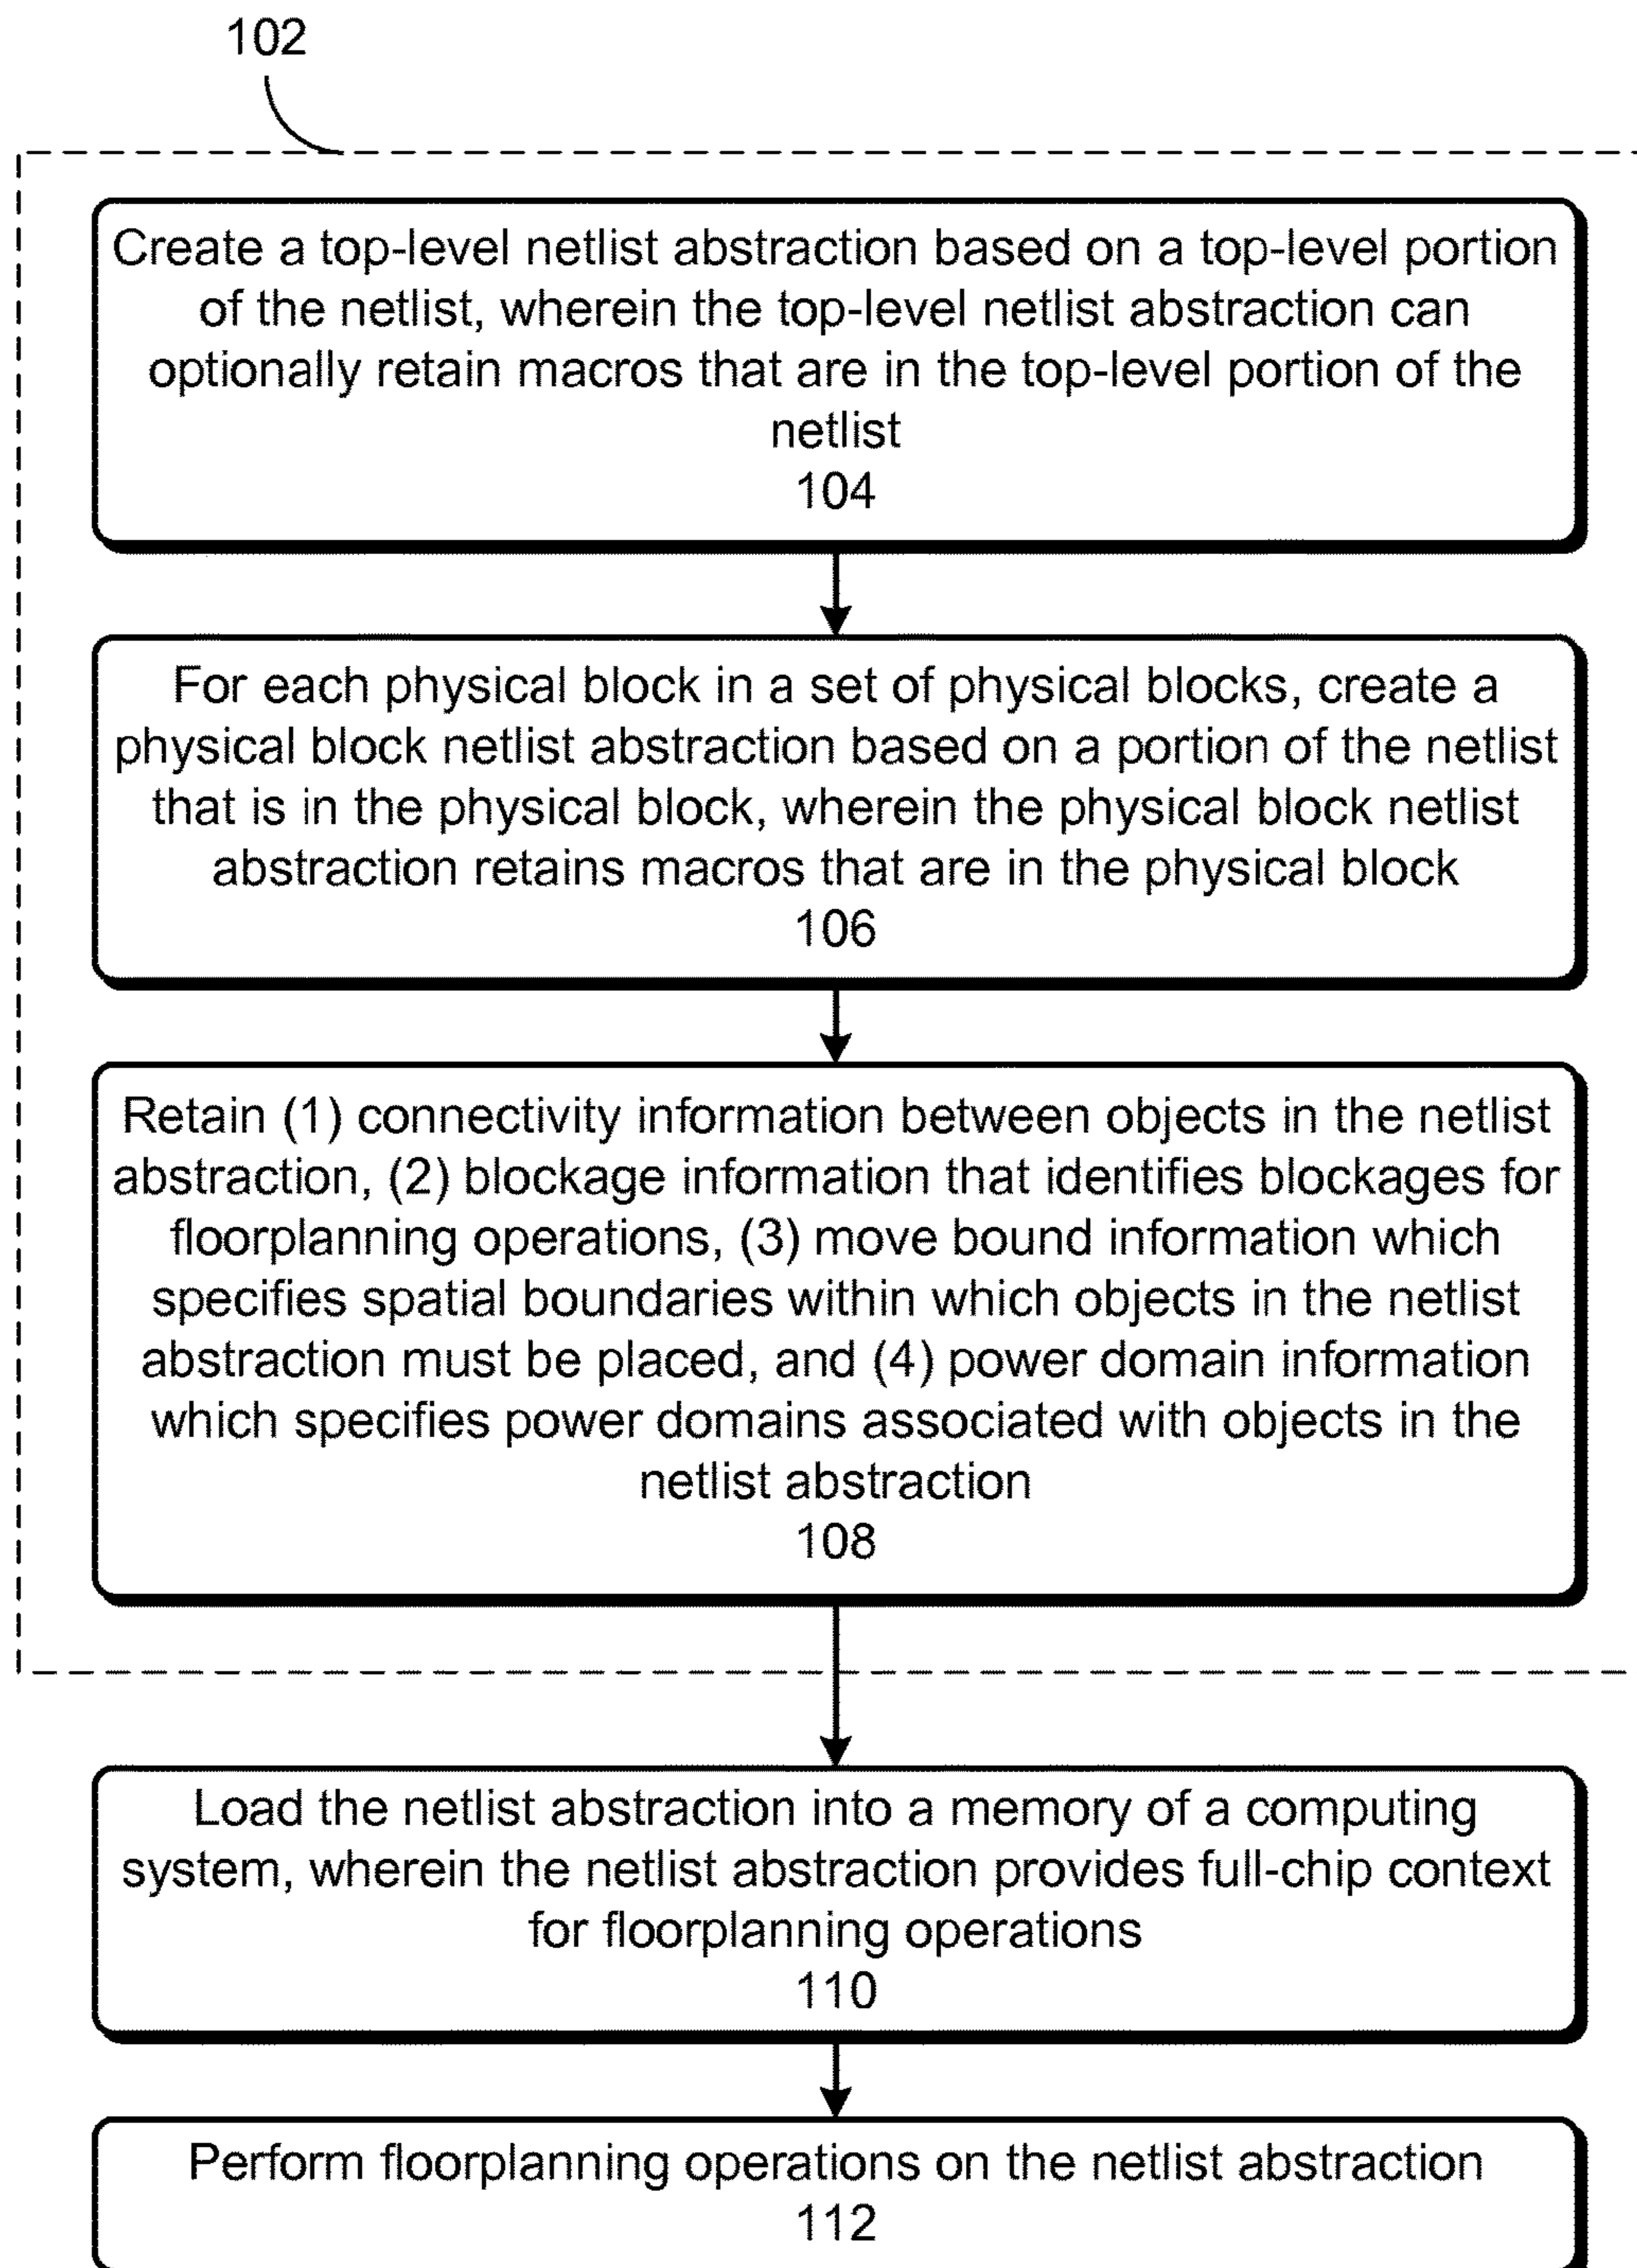 102
Create a top-level netlist abstraction based on a top-level portion
of the netlist, wherein the top-level netlist abstraction can
optionally retain macros that are in the top-level portion of the
netlist
104
For each physical block in a set of physical blocks, create a
physical block netlist abstraction based on a portion of the netlist
that is in the physical block, wherein the physical block netlist
abstraction retains macros that are in the physical block
106
Retain (1) connectivity information between objects in the netlist
abstraction, (2) blockage information that identifies blockages for
floorplanning operations, (3) move bound information which
specifies spatial boundaries within which objects in the netlist
abstraction must be placed, and (4) power domain information
which specifies power domains associated with objects in the
netlist abstraction
108
Load the netlist abstraction into a memory of a computing
system, wherein the netlist abstraction provides full-chip context
for floorplanning operations
110
Perform floorplanning operations on the netlist abstraction
112